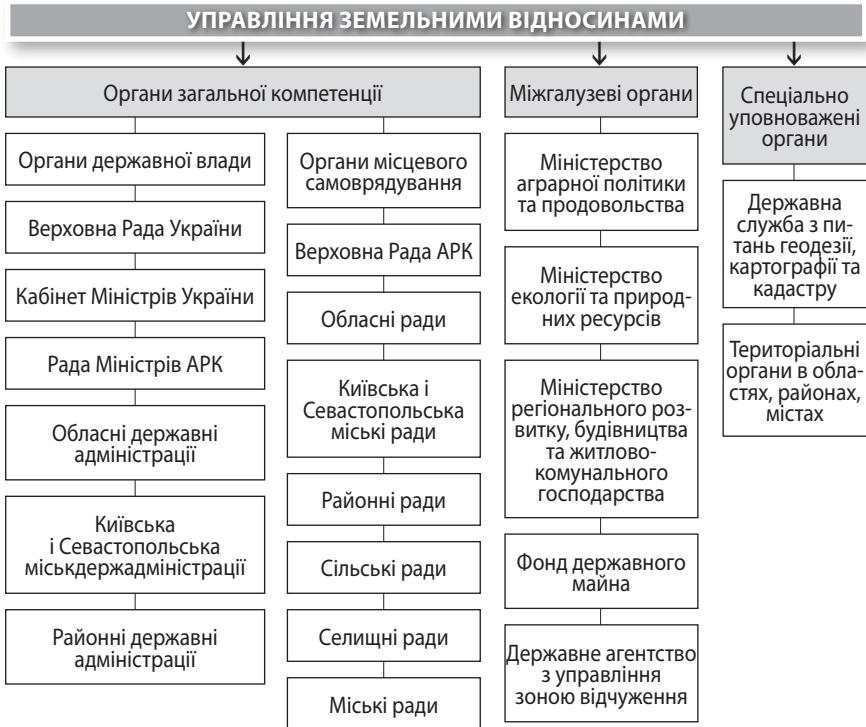 УПРАВЛІННЯ ЗЕМЕЛЬНИМИ ВІДНОСИНАМИ
Органи загальної компетенції
Органи державної влади
Верховна Рада України
Кабінет Міністрів України
Рада Міністрів АРК
Обласні державні
адміністрації
Київська
і Севастопольська
міськдержадміністрації
Районні державні
адміністрації
Органи місцевого
самоврядування
Верховна Рада АРК
Обласні ради
Київська і
Севастопольська
міські ради
Районні ради
Сільські ради
Селищні ради
Міські ради
Міжгалузеві органи
Міністерство
аграрної політики
та продовольства
Міністерство
екології та природ-
них ресурсів
Міністерство
регіонального роз-
витку, будівництва
та житлово-
комунального
господарства
Фонд державного
майна
Державне агентство
з управління
зоною відчуження
Спеціально
уповноважені
органи
Державна
служба з пи-
тань геодезії,
картографії та
кадастру
Територіальні
органи в обла-
стях, районах,
містах